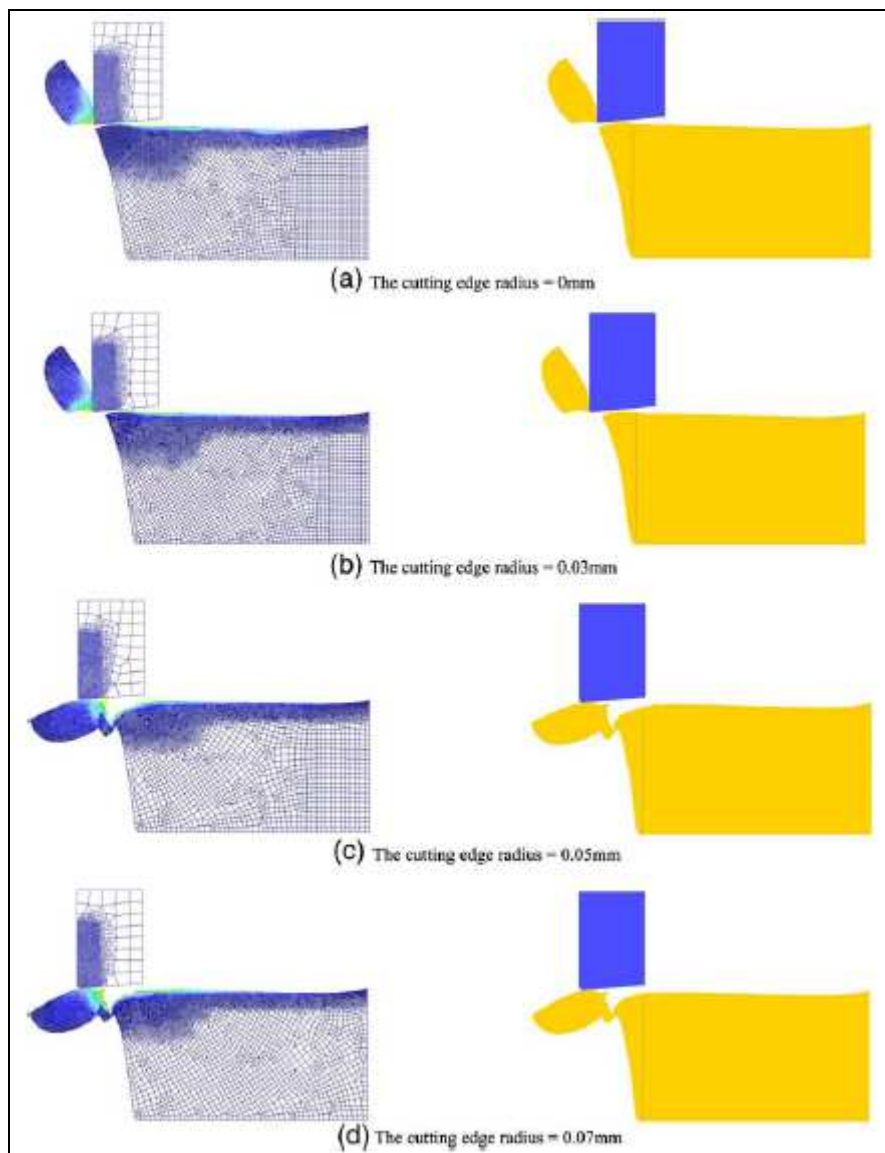 (a) The cutting edge radius = 0mm
(b) The cutting edge radius = 0.03mm
(c) The cutting edge radius = 0.05mm
(d) The cutting edge radius = 0.07mm